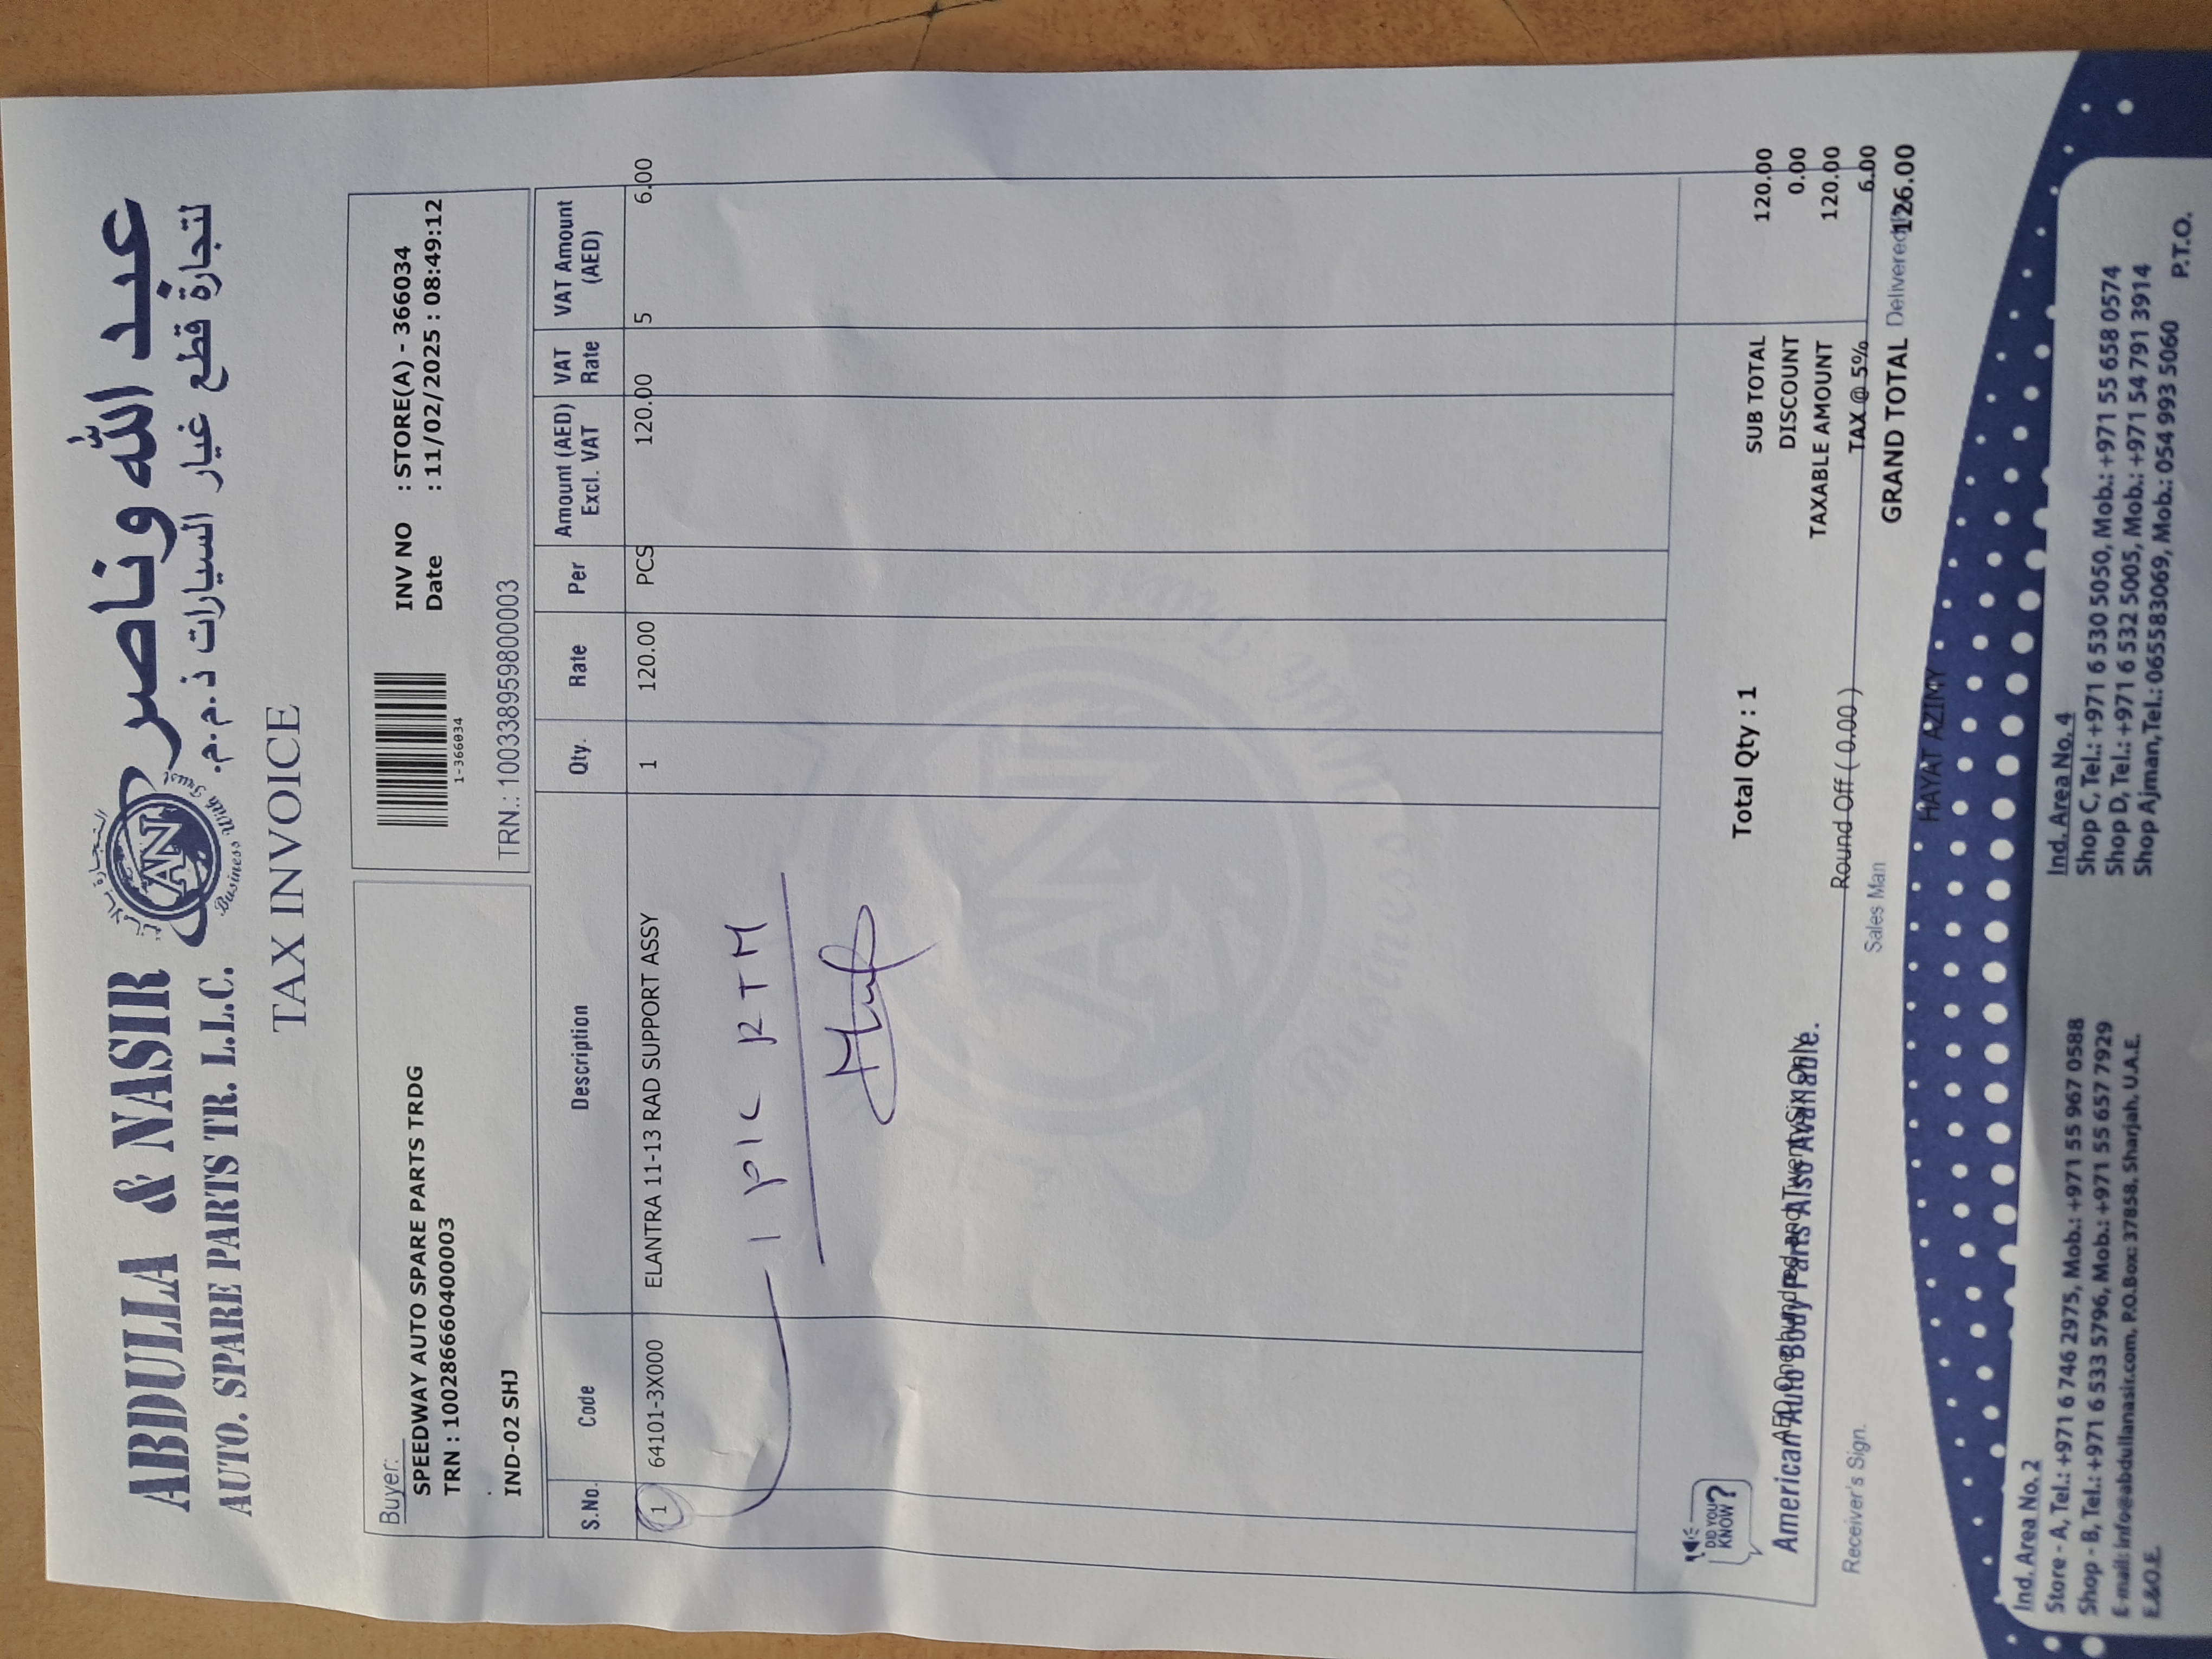 ABDULLA & NASIR
AUTO. SPARE PARTS TR. L.L.C.
عبد الله وناصر
لتجارة قطع غيار السيارات ذ.م.م.
AN
Business With Trust
TAX INVOICE
Buyer:
SPEEDWAY AUTO SPARE PARTS TRDG
TRN : 100286660400003
IND-02 SHJ
1-366034
INV NO : STORE(A) - 366034
Date : 11/02/2025 : 08:49:12
TRN.: 100338959800003
S.No. Code Description Qty. Rate Per Amount (AED) Excl. VAT VAT Rate VAT Amount (AED)
1 64101-3X000 ELANTRA 11-13 RAD SUPPORT ASSY 1 120.00 PCS 120.00 5 6.00
1 PIC RTM
Total Qty : 1
SUB TOTAL 120.00
DISCOUNT 0.00
TAXABLE AMOUNT 120.00
TAX @ 5% 6.00
GRAND TOTAL 126.00
DID YOU KNOW?
AED One hundred and Twenty Six Only
American Auto Body Parts Also Available.
Round Off ( 0.00 )
Receiver's Sign.
Sales Man
Delivered
HAYAT AZIMY
Ind. Area No. 2
Store - A, Tel.: +971 6 746 2975, Mob.: +971 55 967 0588
Shop - B, Tel.: +971 6 533 5796, Mob.: +971 55 657 7929
E-mail: info@abdullanasir.com, P.O.Box: 37858, Sharjah, U.A.E.
E.&O.E.
Ind. Area No. 4
Shop C, Tel.: +971 6 530 5050, Mob.: +971 55 658 0574
Shop D, Tel.: +971 6 532 5005, Mob.: +971 54 791 3914
Shop Ajman, Tel.: 065583069, Mob.: 054 993 5060
P.T.O.